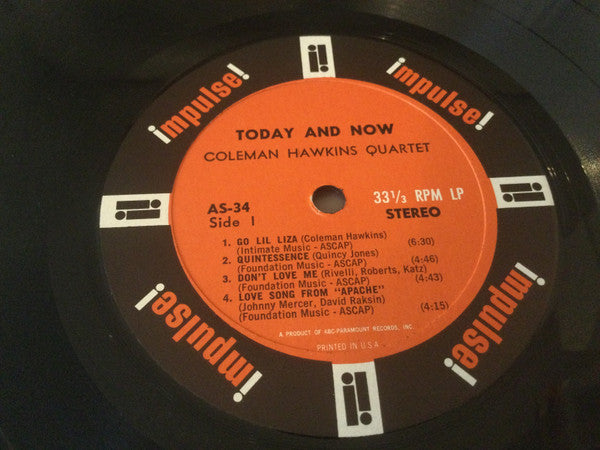 impulse!
impulse!
TODAY AND NOW
COLEMAN HAWKINS QUARTET
AS-34
Side 1
33⅓ RPM LP
STEREO
1. GO LIL LIZA (Coleman Hawkins) (6:30)
(Intimate Music - ASCAP)
2. QUINTESSENCE (Quincy Jones) (4:46)
(Foundation Music - ASCAP)
3. DON'T LOVE ME (Rivelli, Roberts, Katz) (4:43)
(Foundation Music - ASCAP)
4. LOVE SONG FROM "APACHE"
(Johnny Mercer, David Raksin) (4:15)
(Foundation Music - ASCAP)
A PRODUCT OF ABC-PARAMOUNT RECORDS, INC.
PRINTED IN U.S.A.
impulse!
impulse!